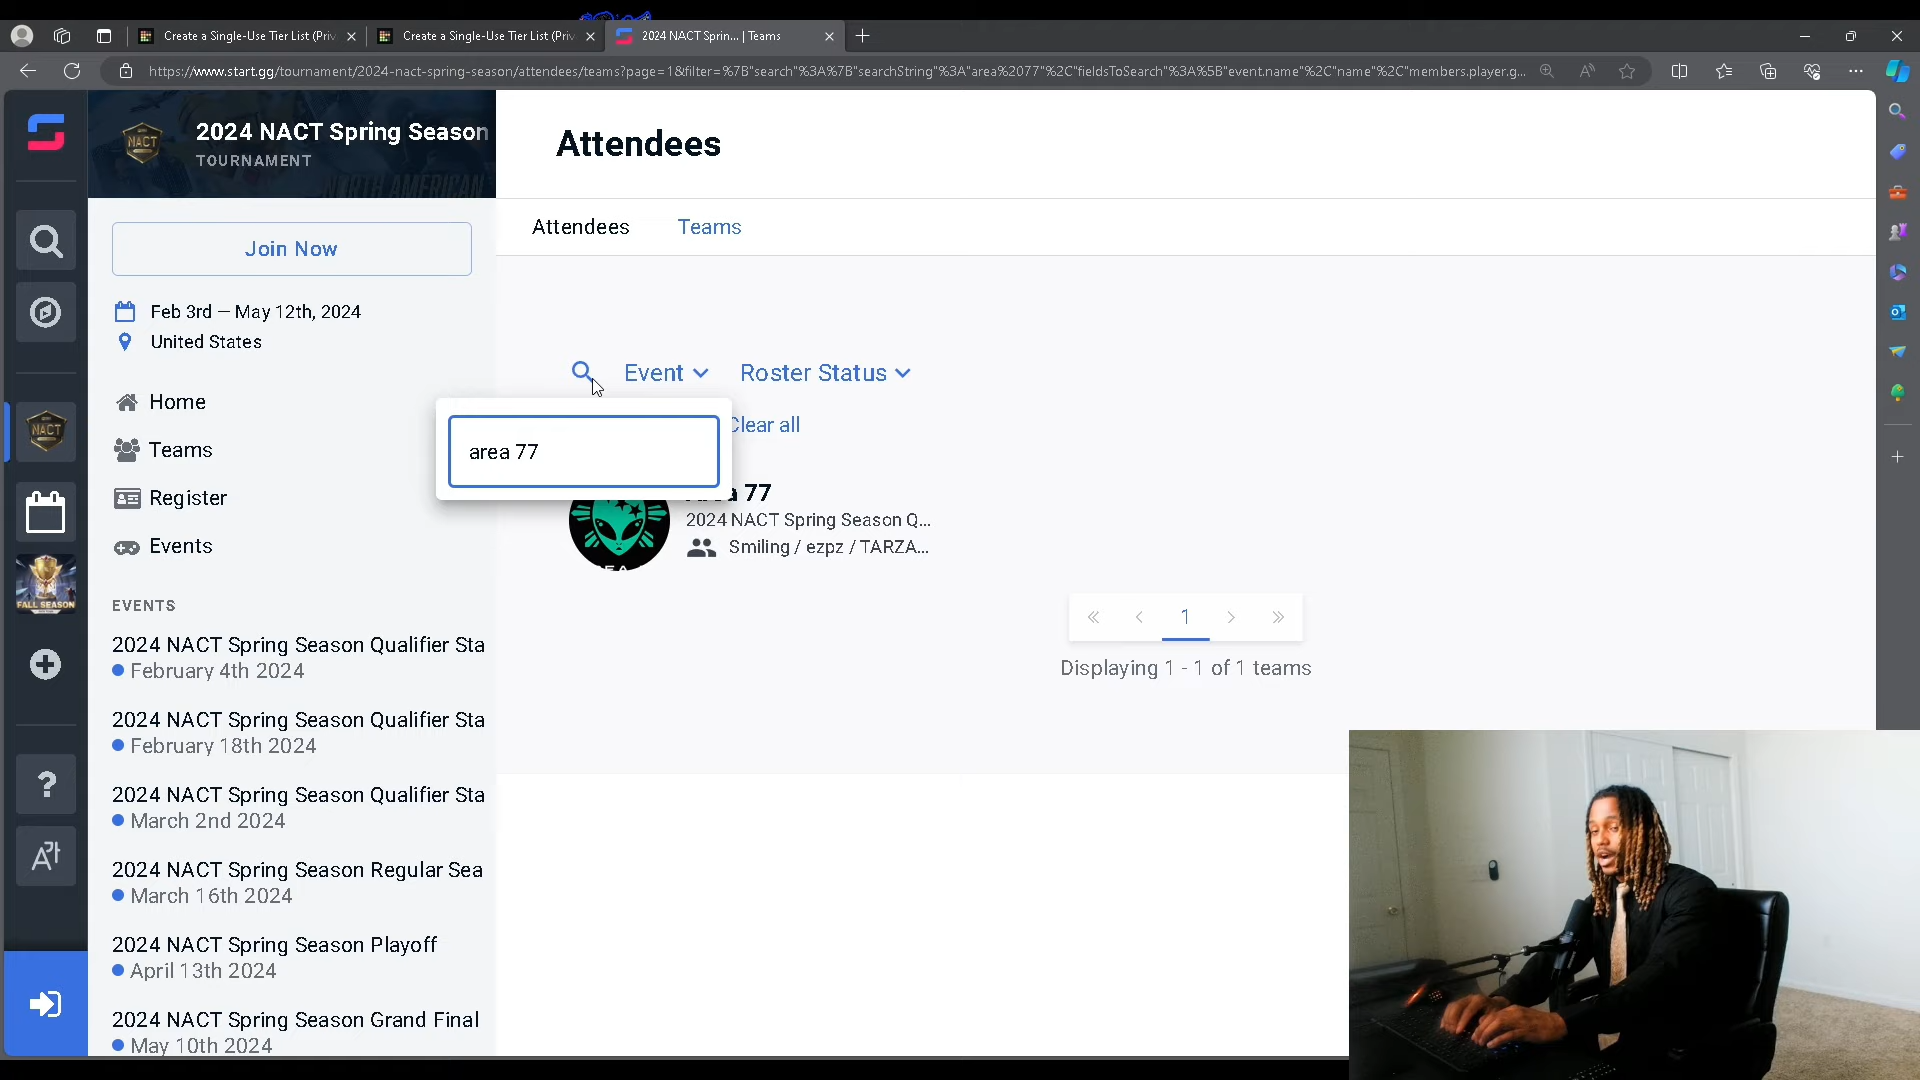 Create a Single-Use Tier List (Priv
Create a Single-Use Tier List (Priv
2024 NACT Sprin... | Teams
https://www.start.gg/tournament/2024-nact-spring-season/attendees/teams?page=1&filter=%7B"search"%3A%7B"searchString"%3A"area%2077"%2C"fieldsToSearch"%3A%5B"event.name"%2C"name"%2C"members.player.g...
NACT
2024 NACT Spring Season
TOURNAMENT
NORTH AMERICAN
Attendees
Join Now
Attendees
Teams
Feb 3rd — May 12th, 2024
United States
Event
Roster Status
Home
Clear all
NACT
Teams
area 77
77
Register
2024 NACT Spring Season Q...
Smiling / ezpz / TARZA...
Events
FALL SEASON
EVENTS
1
2024 NACT Spring Season Qualifier Sta
February 4th 2024
Displaying 1 - 1 of 1 teams
2024 NACT Spring Season Qualifier Sta
February 18th 2024
2024 NACT Spring Season Qualifier Sta
March 2nd 2024
2024 NACT Spring Season Regular Sea
March 16th 2024
2024 NACT Spring Season Playoff
April 13th 2024
2024 NACT Spring Season Grand Final
May 10th 2024